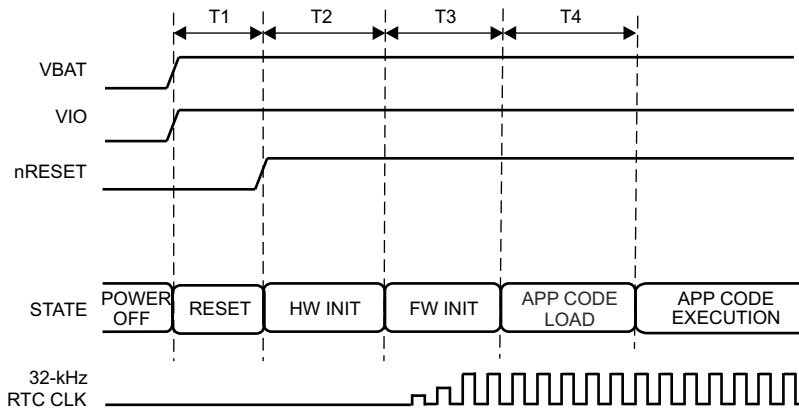 T1 T2 T3 T4
VBAT
VIO
nRESET
STATE
POWER
OFF
RESET
HW INIT
FW INIT
APP CODE
LOAD
APP CODE
EXECUTION
32-kHz
RTC CLK